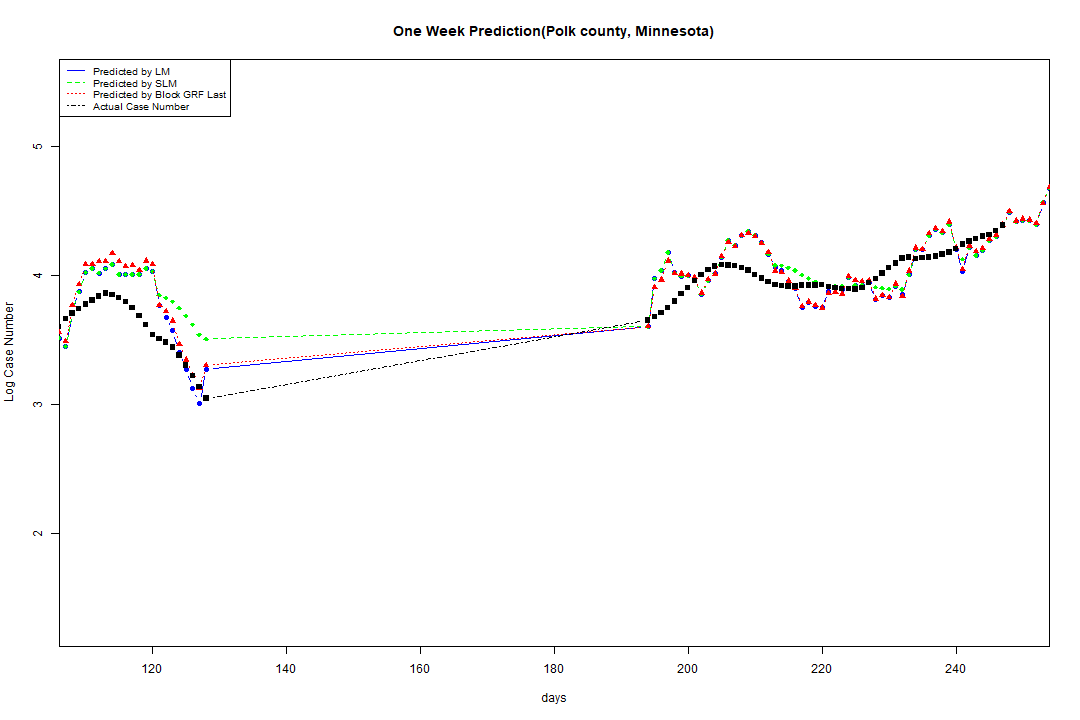 One Week Prediction(Polk county, Minnesota)
Predicted by LM
Predicted by SLM
Predicted by Block GRF Last
Actual Case Number
5
4
3
2
Log Case Number
120 140 160 180 200 220 240
days